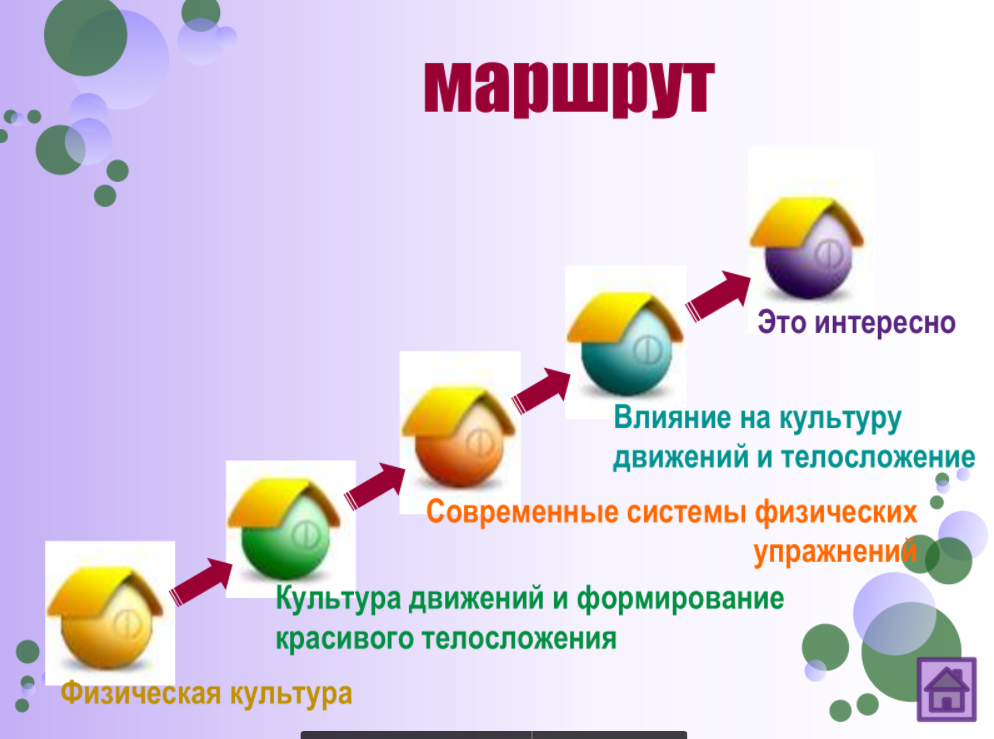 маршрут
Это интересно
Влияние на культуру
движений и телосложение
Современные системы физических
упражнений
Культура движений и формирование
красивого телосложения
Физическая культура